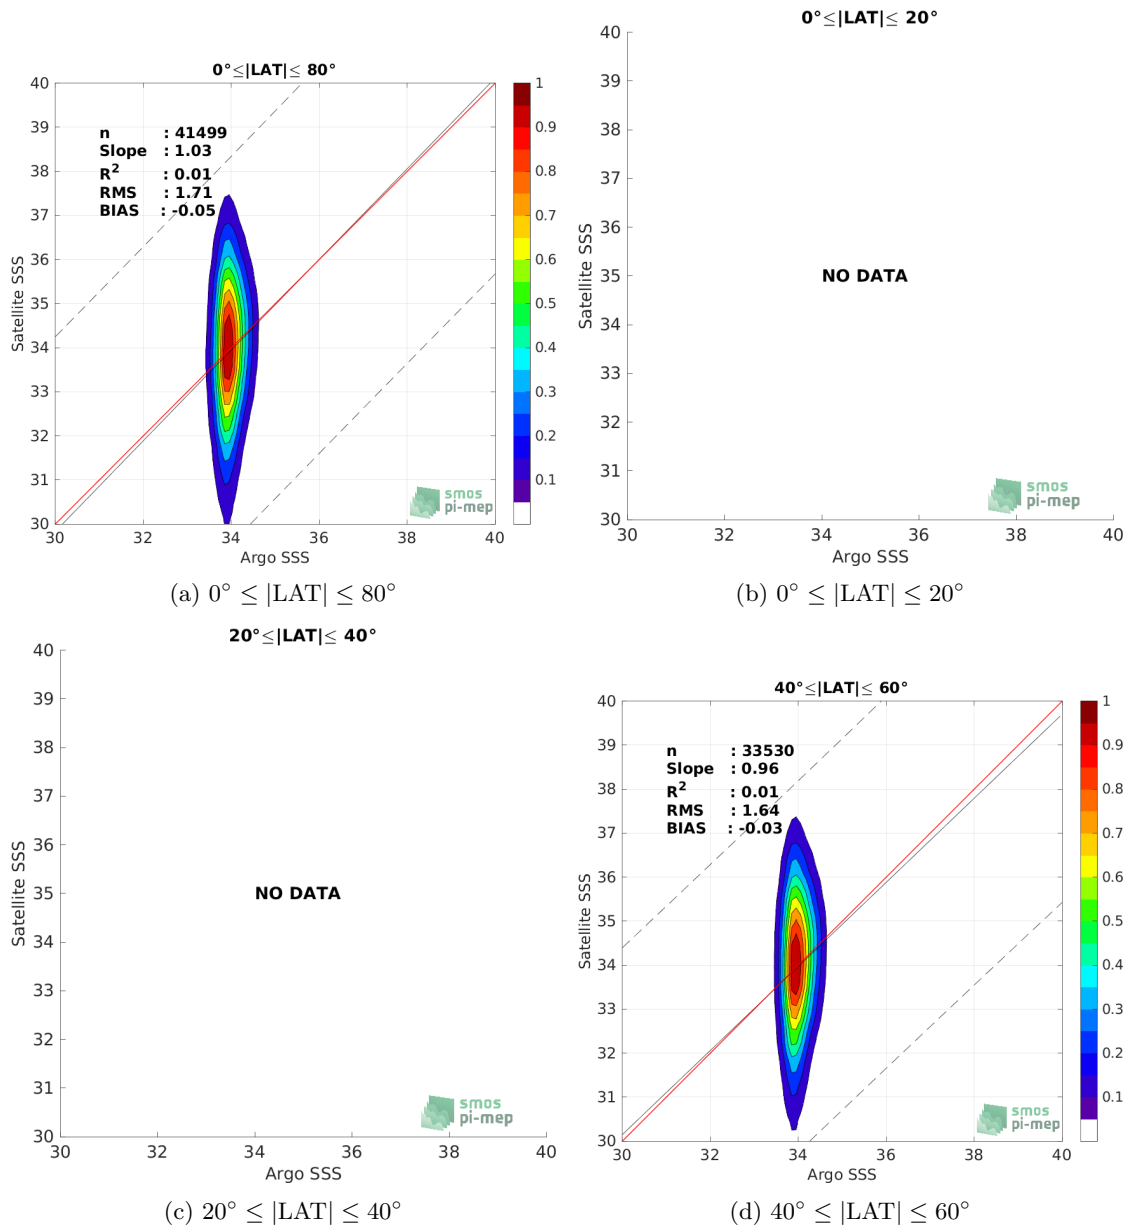 0°≤|LAT|≤ 80°
40
39
38
37
36
35
34
33
32
31
30
Satellite SSS
n : 41499
Slope : 1.03
R² : 0.01
RMS : 1.71
BIAS : -0.05
smos
pi-mep
30 32 34 36 38 40
Argo SSS
1
0.9
0.8
0.7
0.6
0.5
0.4
0.3
0.2
0.1
(a) 0° ≤ |LAT| ≤ 80°
0°≤|LAT|≤ 20°
40
39
38
37
36
35
34
33
32
31
30
Satellite SSS
NO DATA
smos
pi-mep
30 32 34 36 38 40
Argo SSS
(b) 0° ≤ |LAT| ≤ 20°
20°≤|LAT|≤ 40°
40
39
38
37
36
35
34
33
32
31
30
Satellite SSS
NO DATA
smos
pi-mep
30 32 34 36 38 40
Argo SSS
(c) 20° ≤ |LAT| ≤ 40°
40°≤|LAT|≤ 60°
40
39
38
37
36
35
34
33
32
31
30
Satellite SSS
n : 33530
Slope : 0.96
R² : 0.01
RMS : 1.64
BIAS : -0.03
smos
pi-mep
30 32 34 36 38 40
Argo SSS
1
0.9
0.8
0.7
0.6
0.5
0.4
0.3
0.2
0.1
(d) 40° ≤ |LAT| ≤ 60°